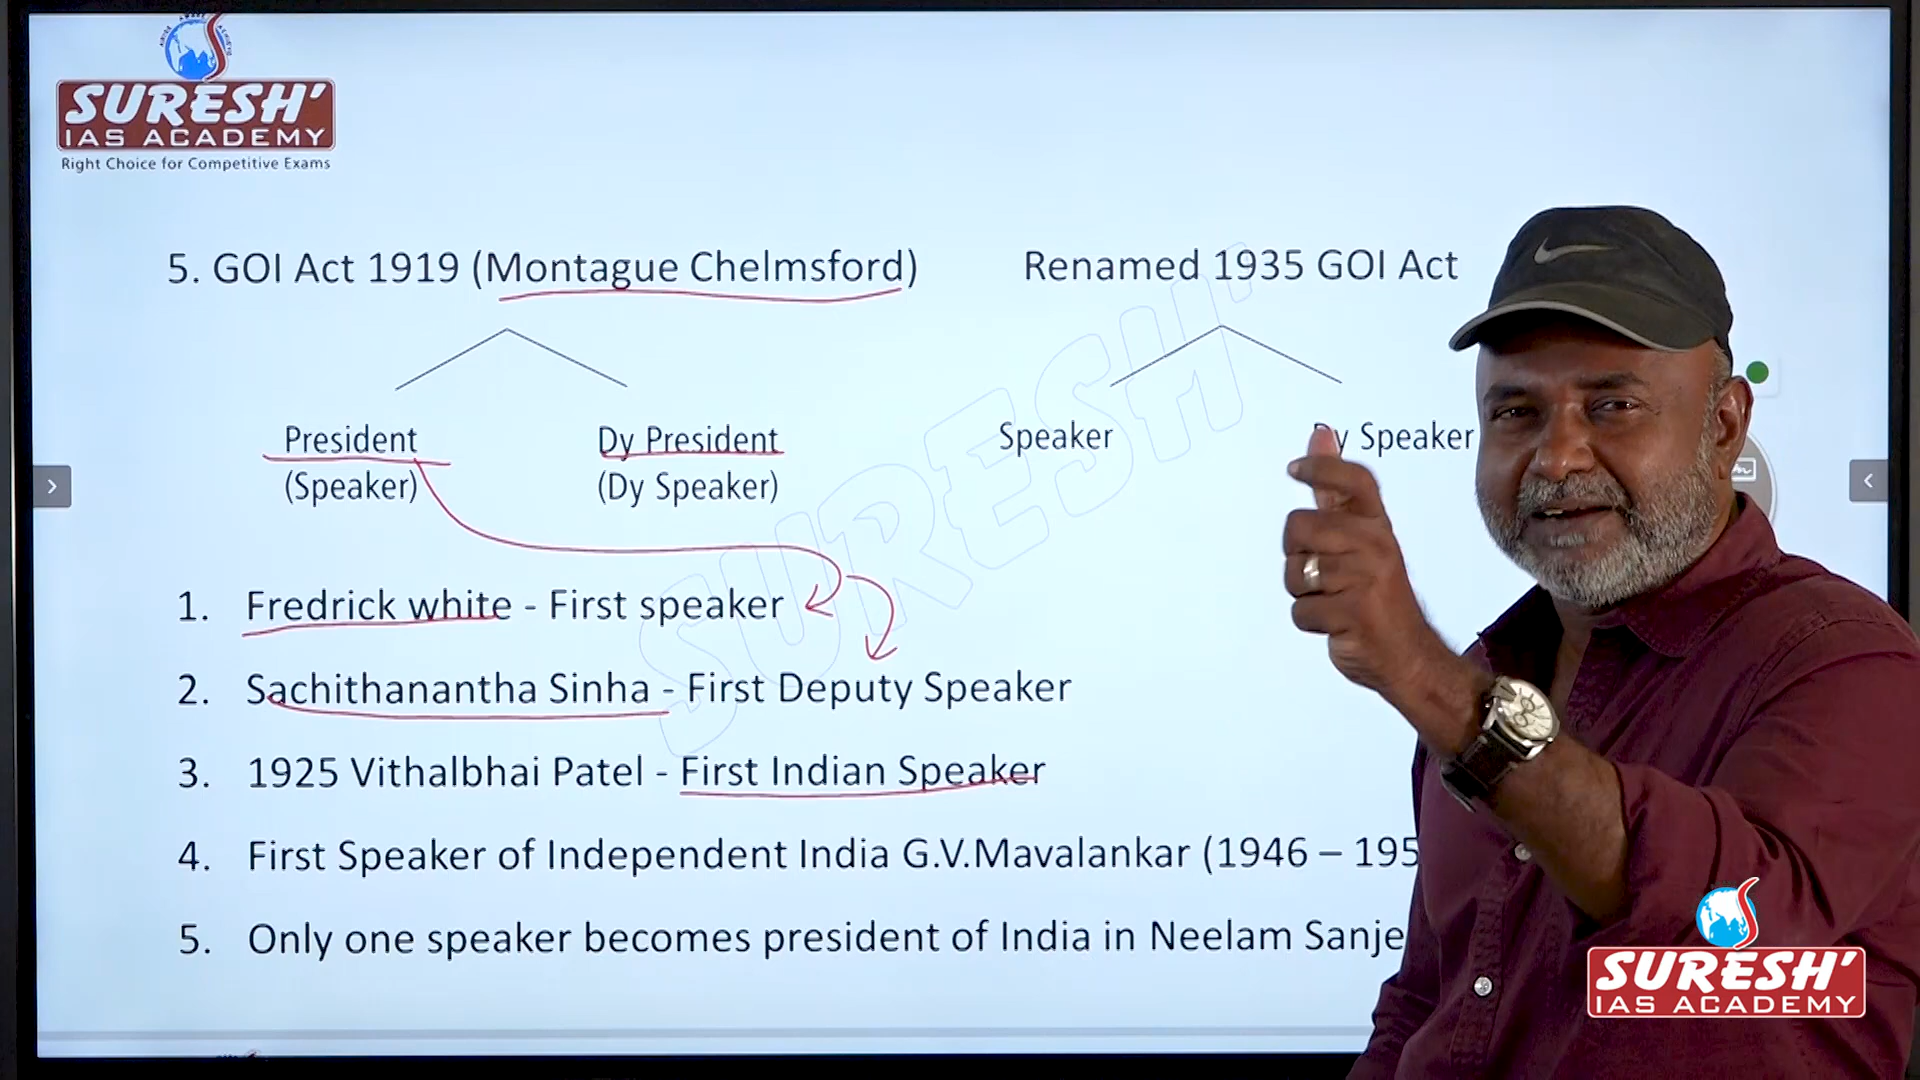 SURESH'
IAS ACADEMY
Right Choice for Competitive Exams
5. GOI Act 1919 (Montague Chelmsford)
Renamed 1935 GOI Act
President
(Speaker)
Dy President
(Dy Speaker)
Speaker
Dy Speaker
SURESH'
1. Fredrick white - First speaker
2. Sachithanantha Sinha - First Deputy Speaker
3. 1925 Vithalbhai Patel - First Indian Speaker
4. First Speaker of Independent India G.V.Mavalankar (1946 – 195
5. Only one speaker becomes president of India in Neelam Sanje
SURESH'
IAS ACADEMY